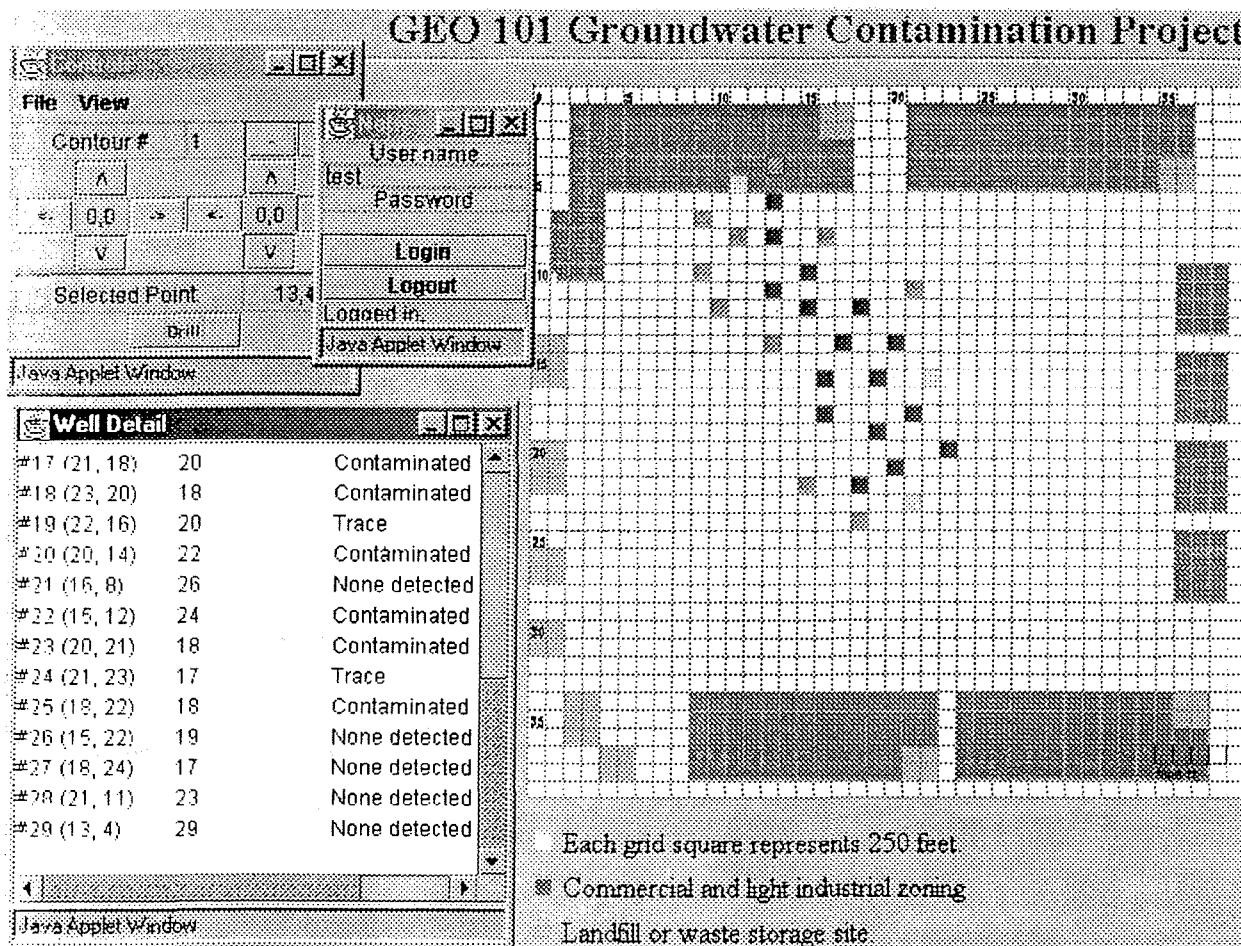 GEO 101 Groundwater Contamination Project
File View
Contour # 1 -
^ ^
<- 0,0 -> <- 0,0
V V
Selected Point 13,4
Drill
Java Applet Window
User name
test
Password
Login
Logout
Logged in.
Java Applet Window
Well Detail
#17 (21, 18) 20 Contaminated
#18 (23, 20) 18 Contaminated
#19 (22, 16) 20 Trace
#20 (20, 14) 22 Contaminated
#21 (16, 8) 26 None detected
#22 (15, 12) 24 Contaminated
#23 (20, 21) 18 Contaminated
#24 (21, 23) 17 Trace
#25 (18, 22) 18 Contaminated
#26 (15, 22) 19 None detected
#27 (18, 24) 17 None detected
#28 (21, 11) 23 None detected
#29 (13, 4) 29 None detected
Java Applet Window
5 10 15 20 25 30 35
5
10
15
20
25
30
35
Each grid square represents 250 feet.
Commercial and light industrial zoning
Landfill or waste storage site.